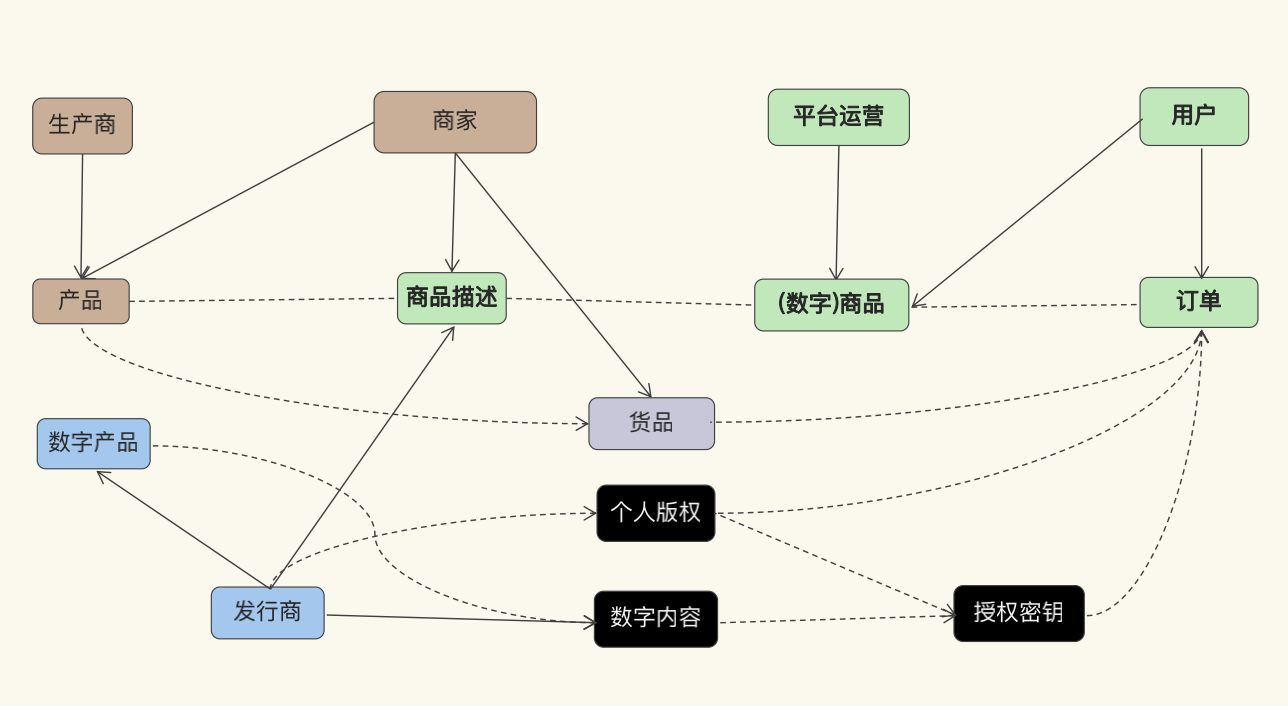 生产商
商家
平台运营
用户
产品
商品描述
(数字)商品
订单
货品
数字产品
个人版权
发行商
数字内容
授权密钥